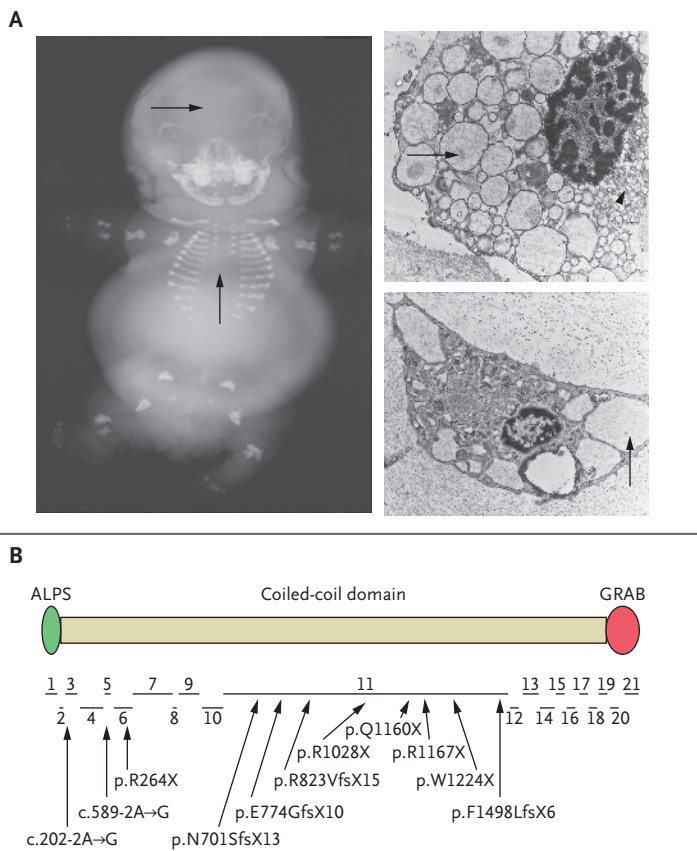 A
B
ALPS Coiled-coil domain GRAB
1 3 5 7 9 11 13 15 17 19 21
2 4 6 8 10 12 14 16 18 20
p.Q1160X
p.R1028X p.R1167X
p.R264X p.R823VfsX15 p.W1224X
c.589-2A→G p.E774GfsX10 p.F1498LfsX6
c.202-2A→G p.N701SfsX13